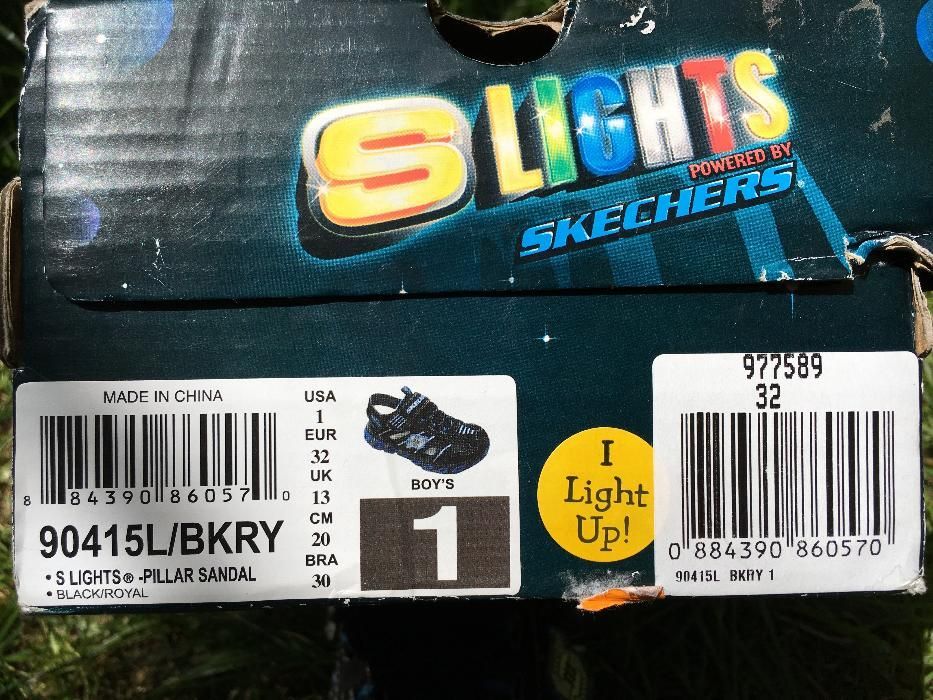 S LIGHTS
POWERED BY
SKECHERS
MADE IN CHINA
8 84390 86057 0
90415L/BKRY
• S LIGHTS® -PILLAR SANDAL
• BLACK/ROYAL
USA
1
EUR
32
UK
13
CM
20
BRA
30
BOY'S
1
I
Light
Up!
977589
32
0 884390 860570
90415L BKRY 1